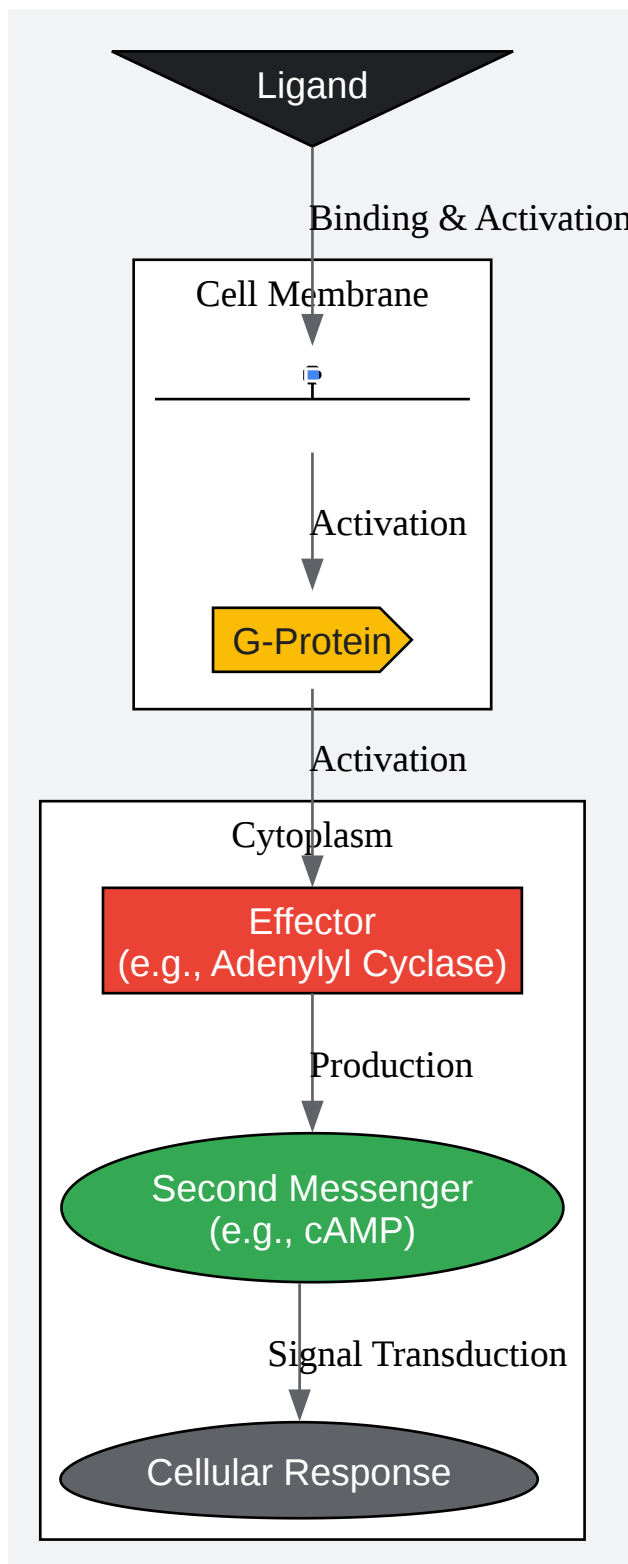 Ligand
Binding & Activation
Cell Membrane
Activation
G-Protein
Activation
Cytoplasm
Effector
(e.g., Adenylyl Cyclase)
Production
Second Messenger
(e.g., cAMP)
Signal Transduction
Cellular Response